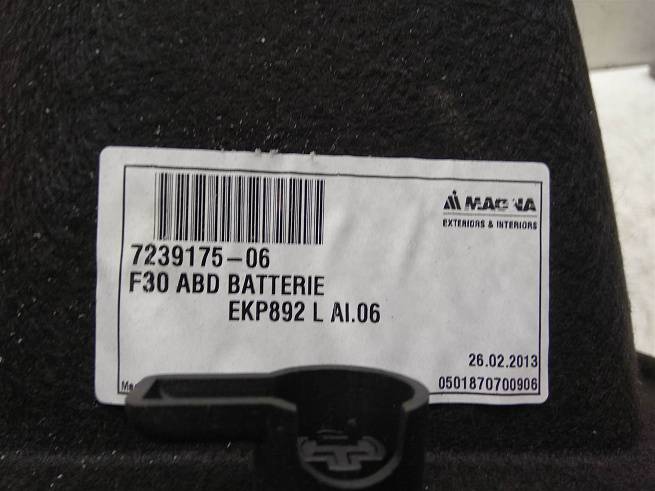 MAGNA
EXTERIORS & INTERIORS
7239175-06
F30 ABD BATTERIE
EKP892 L AI.06
26.02.2013
0501870700906